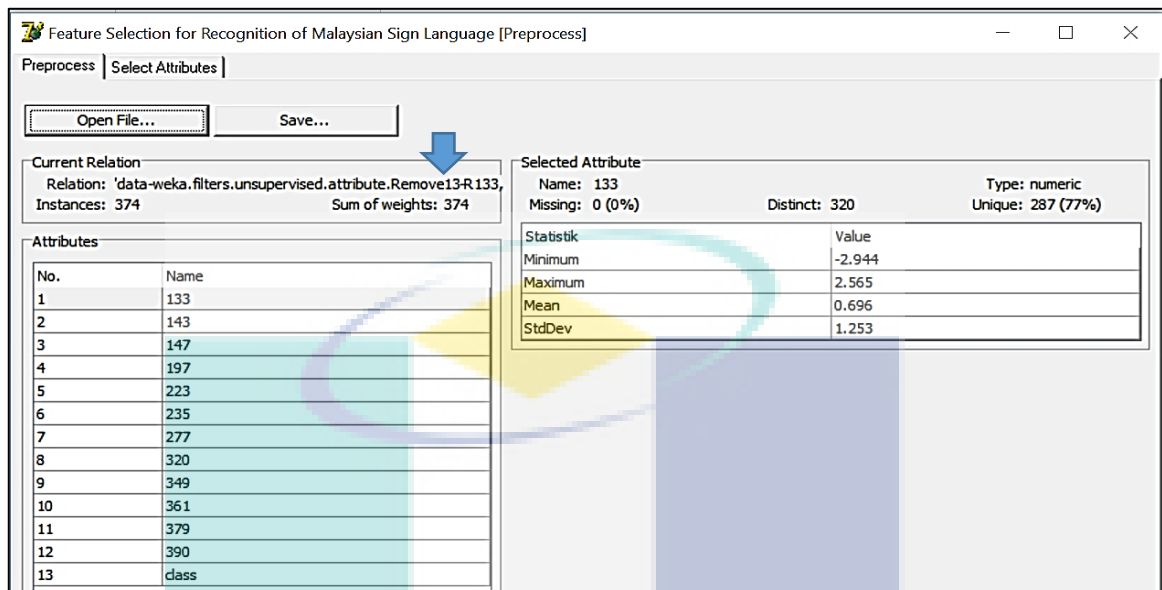 Feature Selection for Recognition of Malaysian Sign Language [Preprocess]
Preprocess Select Attributes
Open File... Save...
Current Relation
Relation: 'data-weka.filters.unsupervised.attribute.Remove13-R133,
Instances: 374 Sum of weights: 374
Selected Attribute
Name: 133 Type: numeric
Missing: 0 (0%) Distinct: 320 Unique: 287 (77%)
Statistik Value
Minimum -2.944
Maximum 2.565
Mean 0.696
StdDev 1.253
Attributes
No. Name
1 133
2 143
3 147
4 197
5 223
6 235
7 277
8 320
9 349
10 361
11 379
12 390
13 class